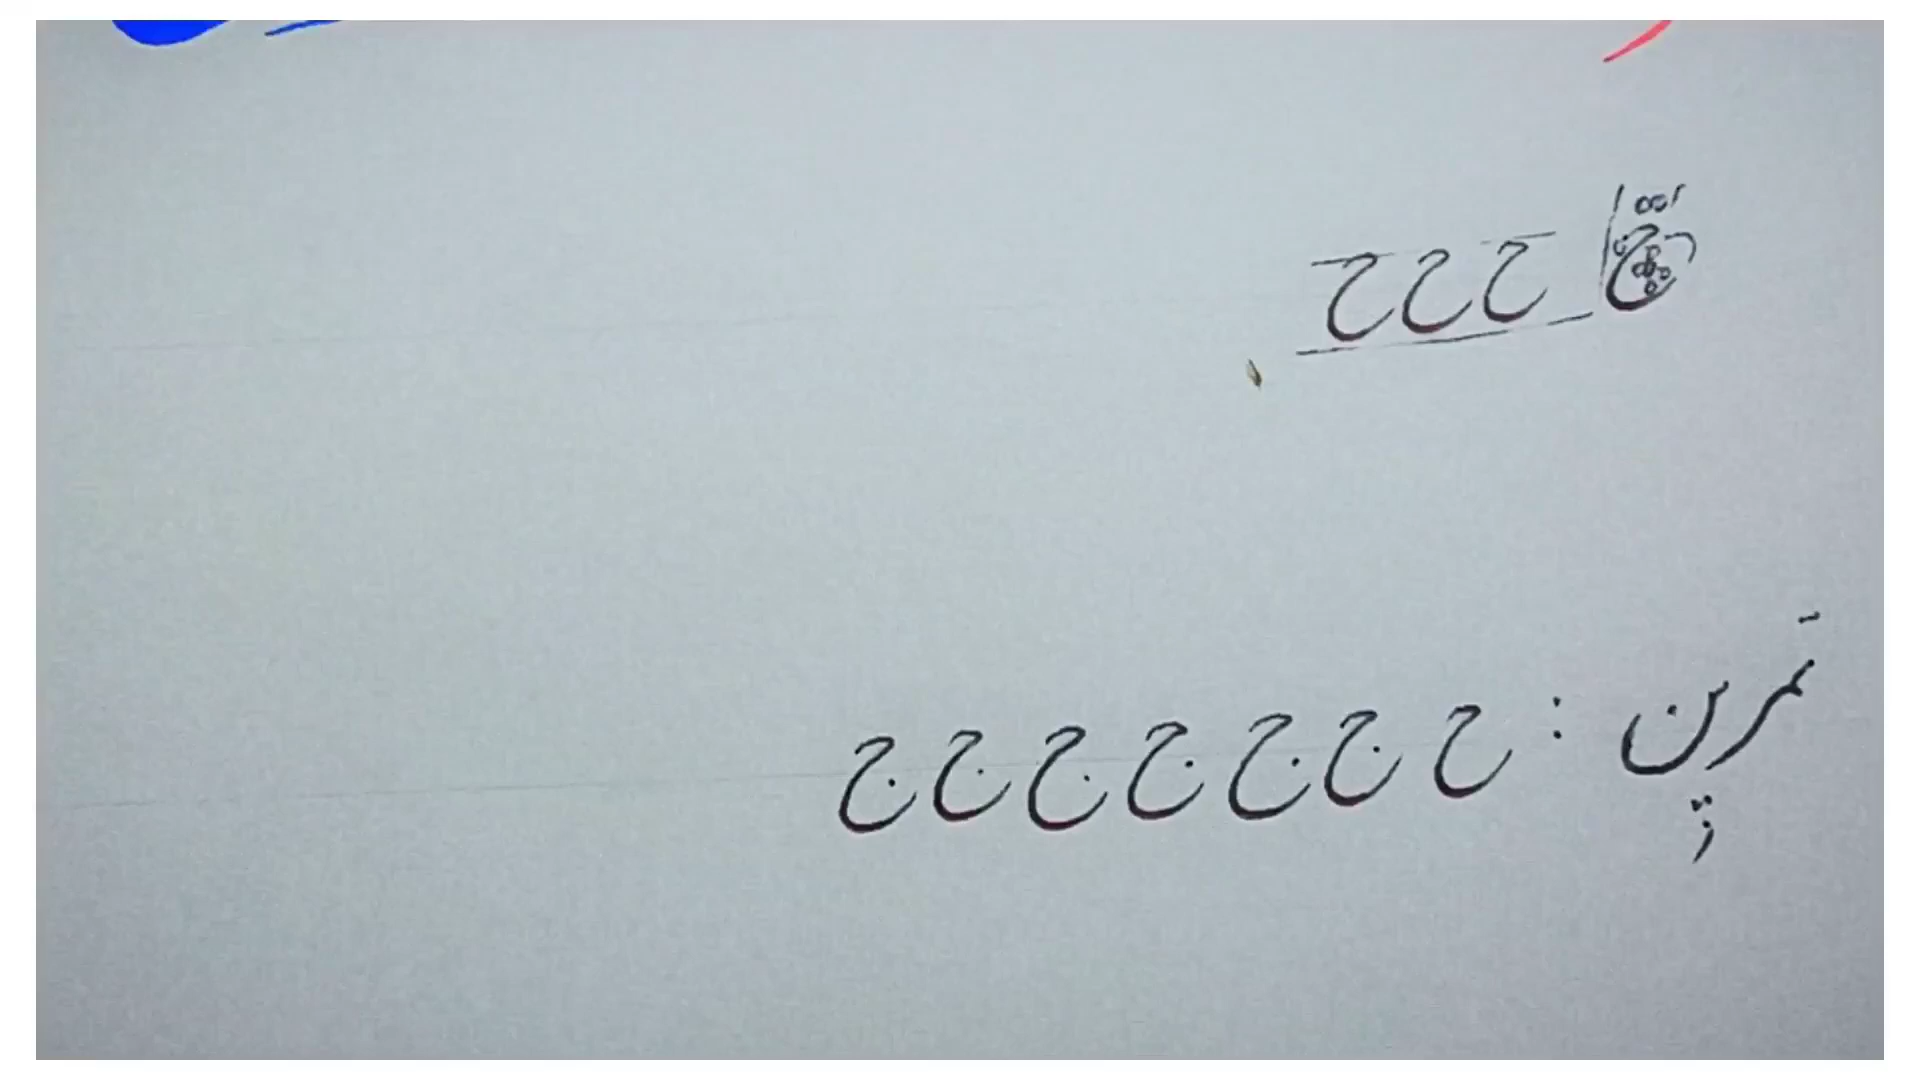 ح ح ح ح
تمرین : ح ج ج ج ج ج ج